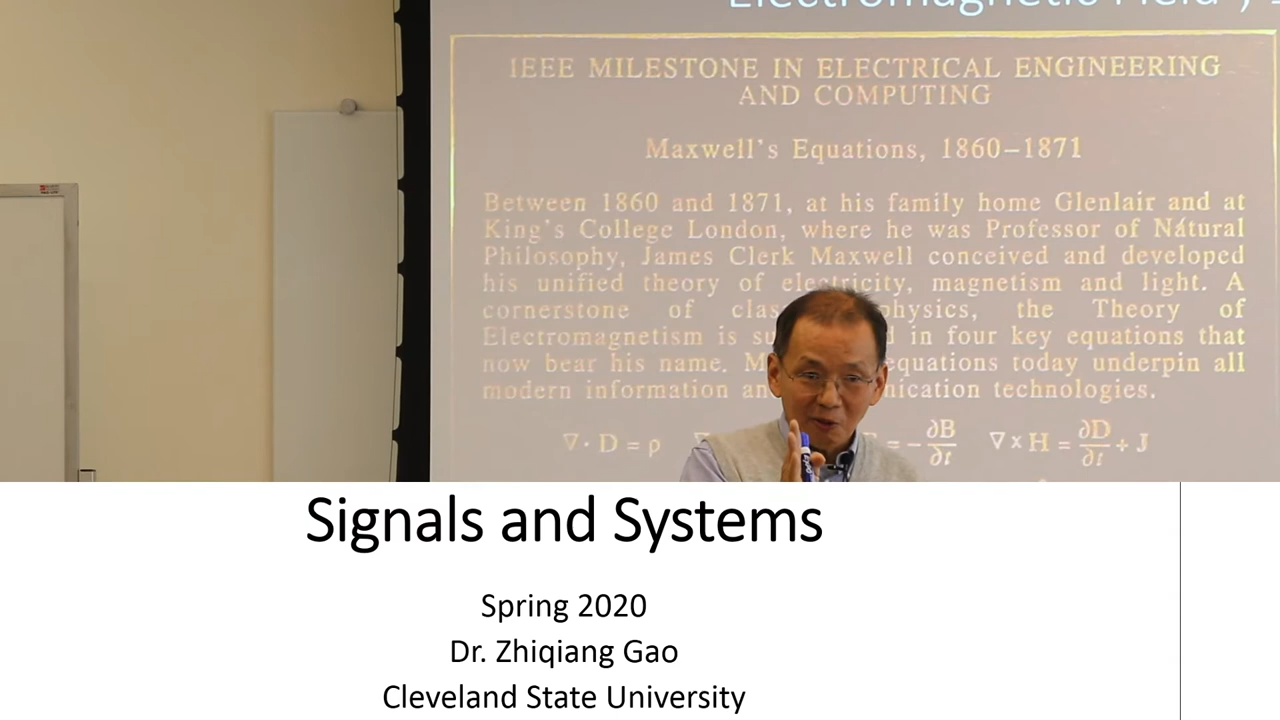 Electromagnetic Field
IEEE MILESTONE IN ELECTRICAL ENGINEERING
AND COMPUTING
Maxwell's Equations, 1860–1871
Between 1860 and 1871, at his family home Glenlair and at
King's College London, where he was Professor of Nátural
Philosophy, James Clerk Maxwell conceived and developed
his unified theory of electricity, magnetism and light. A
cornerstone of physics, the Theory of
Electromagnetism is in four key equations that
now bear his name. equations today underpin all
modern information technologies.
∇ · D = ρ = − ∂B/∂t ∇ × H = ∂D/∂t + J
Signals and Systems
Spring 2020
Dr. Zhiqiang Gao
Cleveland State University